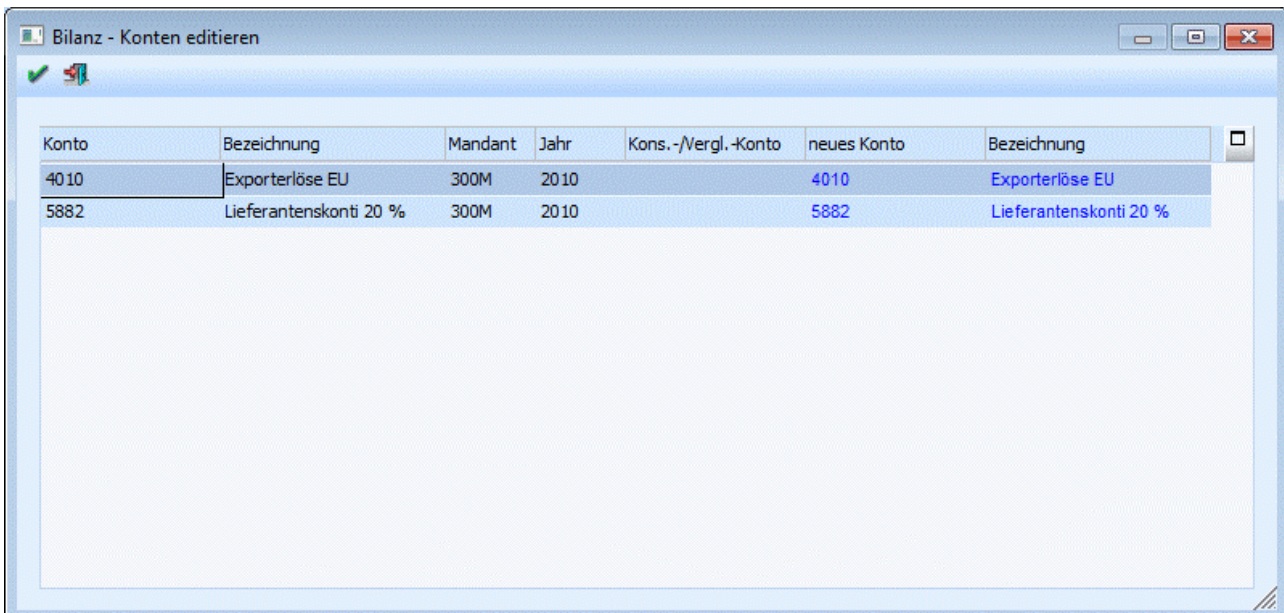 Bilanz - Konten editieren
Konto Bezeichnung Mandant Jahr Kons.-/Vergl.-Konto neues Konto Bezeichnung
4010 Exporterlöse EU 300M 2010 4010 Exporterlöse EU
5882 Lieferantenskonti 20 % 300M 2010 5882 Lieferantenskonti 20 %